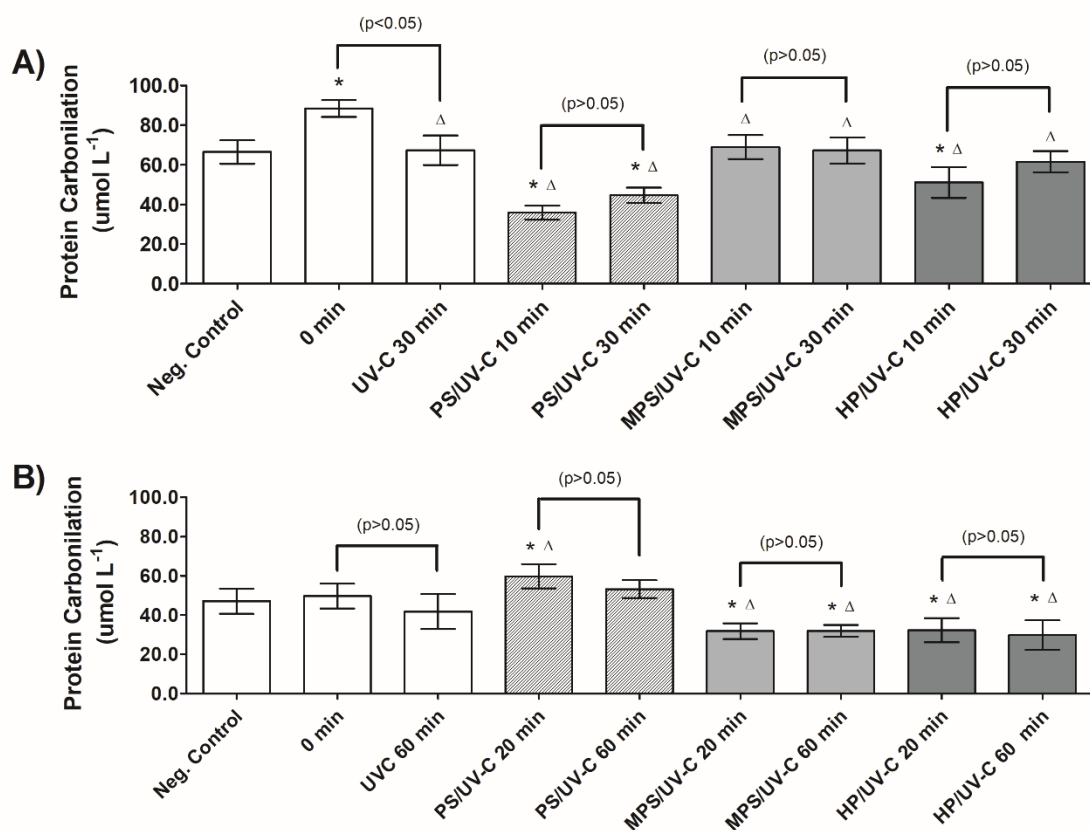 A)
Protein Carbonilation
(umol L-1)
100.0
80.0
60.0
40.0
20.0
0.0
(p<0.05)
(p>0.05)
(p>0.05)
(p>0.05)
*
Δ
* Δ
* Δ
Δ
Δ
* Δ
Δ
Neg. Control
0 min
UV-C 30 min
PS/UV-C 10 min
PS/UV-C 30 min
MPS/UV-C 10 min
MPS/UV-C 30 min
HP/UV-C 10 min
HP/UV-C 30 min
B)
Protein Carbonilation
(umol L-1)
100.0
80.0
60.0
40.0
20.0
0.0
(p>0.05)
(p>0.05)
(p>0.05)
(p>0.05)
* Δ
* Δ
* Δ
* Δ
* Δ
Neg. Control
0 min
UVC 60 min
PS/UV-C 20 min
PS/UV-C 60 min
MPS/UV-C 20 min
MPS/UV-C 60 min
HP/UV-C 20 min
HP/UV-C 60 min